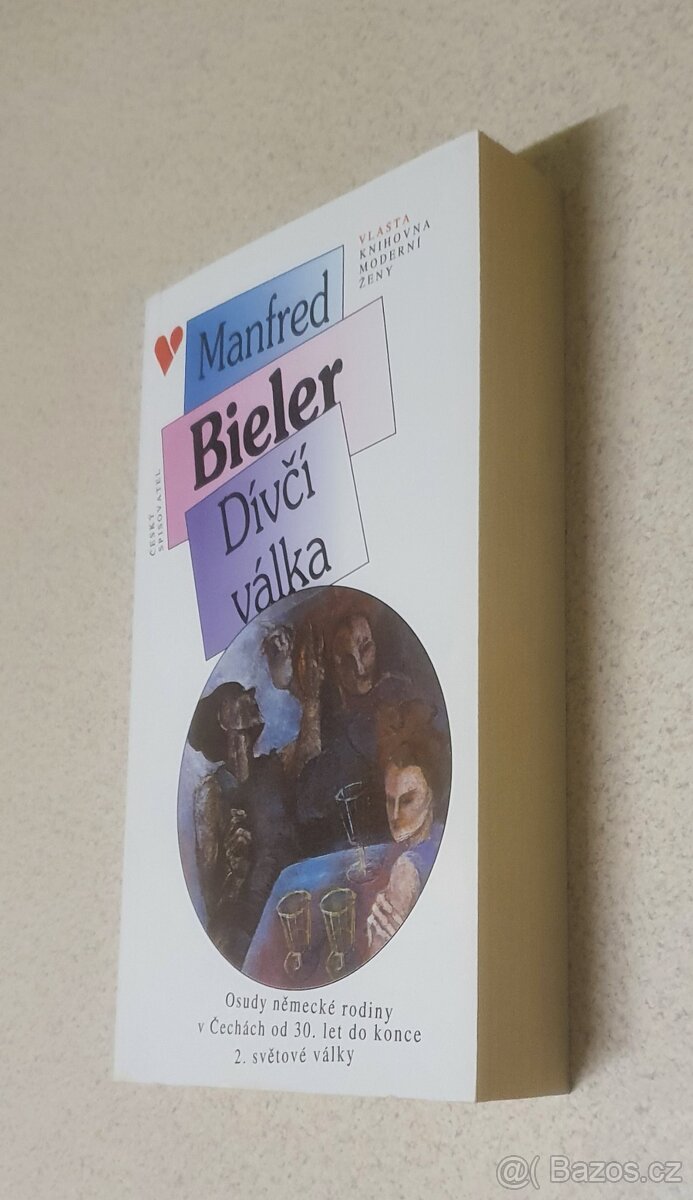 VLASTA
KNIHOVNA
MODERNÍ
ŽENY
Manfred
Bieler
Dívčí
válka
ČESKÝ
SPISOVATEL
Osudy německé rodiny
v Čechách od 30. let do konce
2. světové války
@( Bazos.cz